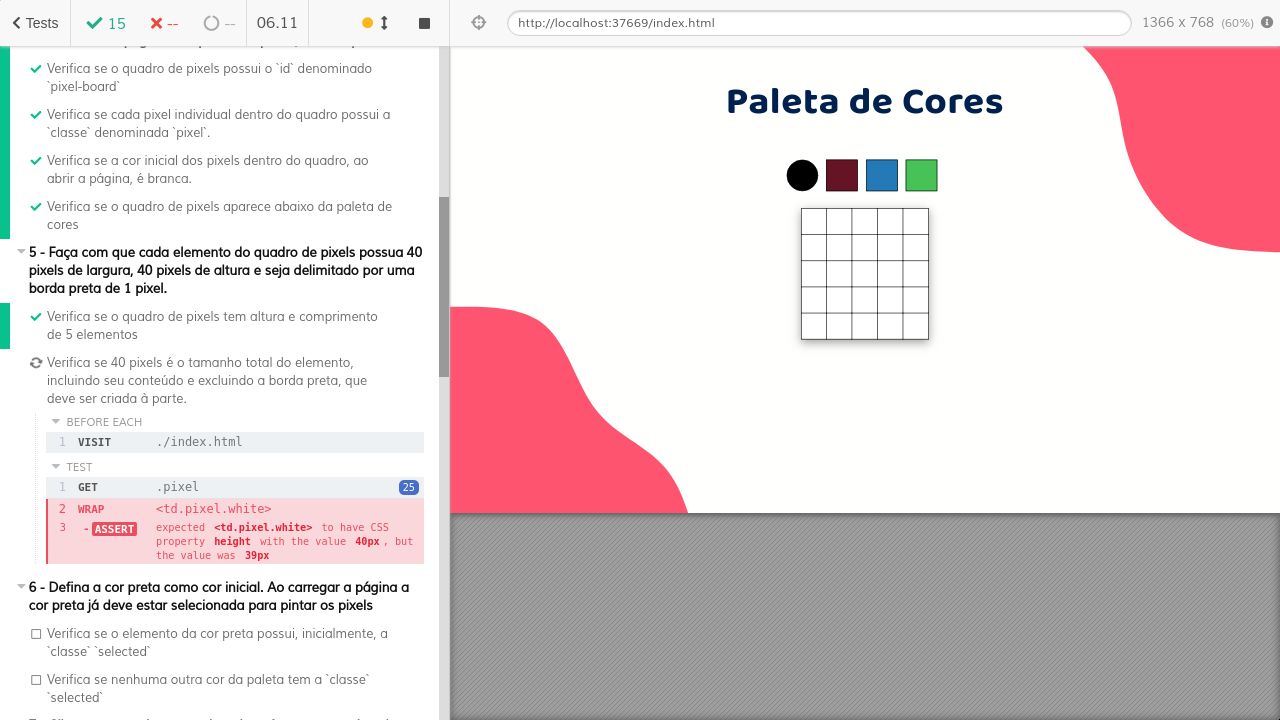 Tests
15
--
--
06.11
http://localhost:37669/index.html
1366 x 768 (60%)
Verifica se o quadro de pixels possui o `id` denominado
`pixel-board`
Verifica se cada pixel individual dentro do quadro possui a
`classe` denominada `pixel`.
Verifica se a cor inicial dos pixels dentro do quadro, ao
abrir a página, é branca.
Verifica se o quadro de pixels aparece abaixo da paleta de
cores
5 - Faça com que cada elemento do quadro de pixels possua 40
pixels de largura, 40 pixels de altura e seja delimitado por uma
borda preta de 1 pixel.
Verifica se o quadro de pixels tem altura e comprimento
de 5 elementos
Verifica se 40 pixels é o tamanho total do elemento,
incluindo seu conteúdo e excluindo a borda preta, que
deve ser criada à parte.
BEFORE EACH
1 VISIT ./index.html
TEST
1 GET .pixel 25
2 WRAP <td.pixel.white>
3 -ASSERT expected <td.pixel.white> to have CSS
property height with the value 40px, but
the value was 39px
6 - Defina a cor preta como cor inicial. Ao carregar a página a
cor preta já deve estar selecionada para pintar os pixels
Verifica se o elemento da cor preta possui, inicialmente, a
`classe` `selected`
Verifica se nenhuma outra cor da paleta tem a `classe`
`selected`
Paleta de Cores